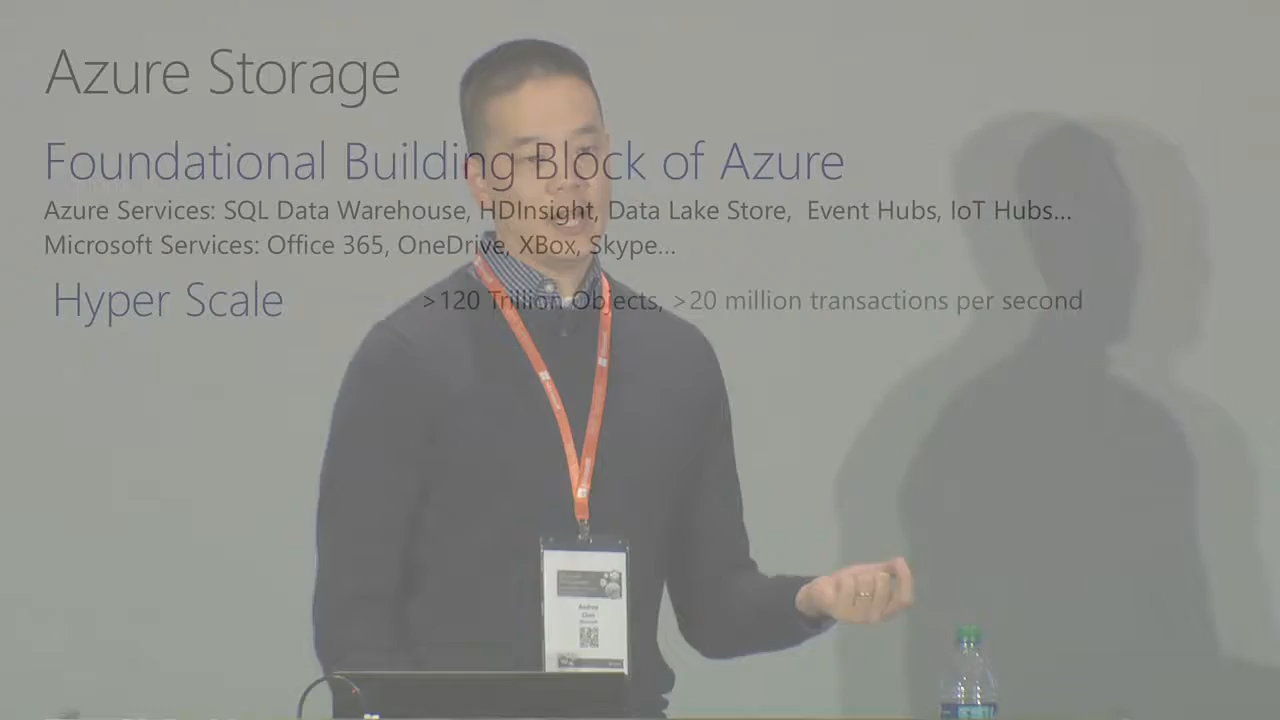 Azure Storage
Foundational Building Block of Azure
Azure Services: SQL Data Warehouse, HDInsight, Data Lake Store, Event Hubs, IoT Hubs...
Microsoft Services: Office 365, OneDrive, XBox, Skype...
Hyper Scale >120 Trillion Objects, >20 million transactions per second